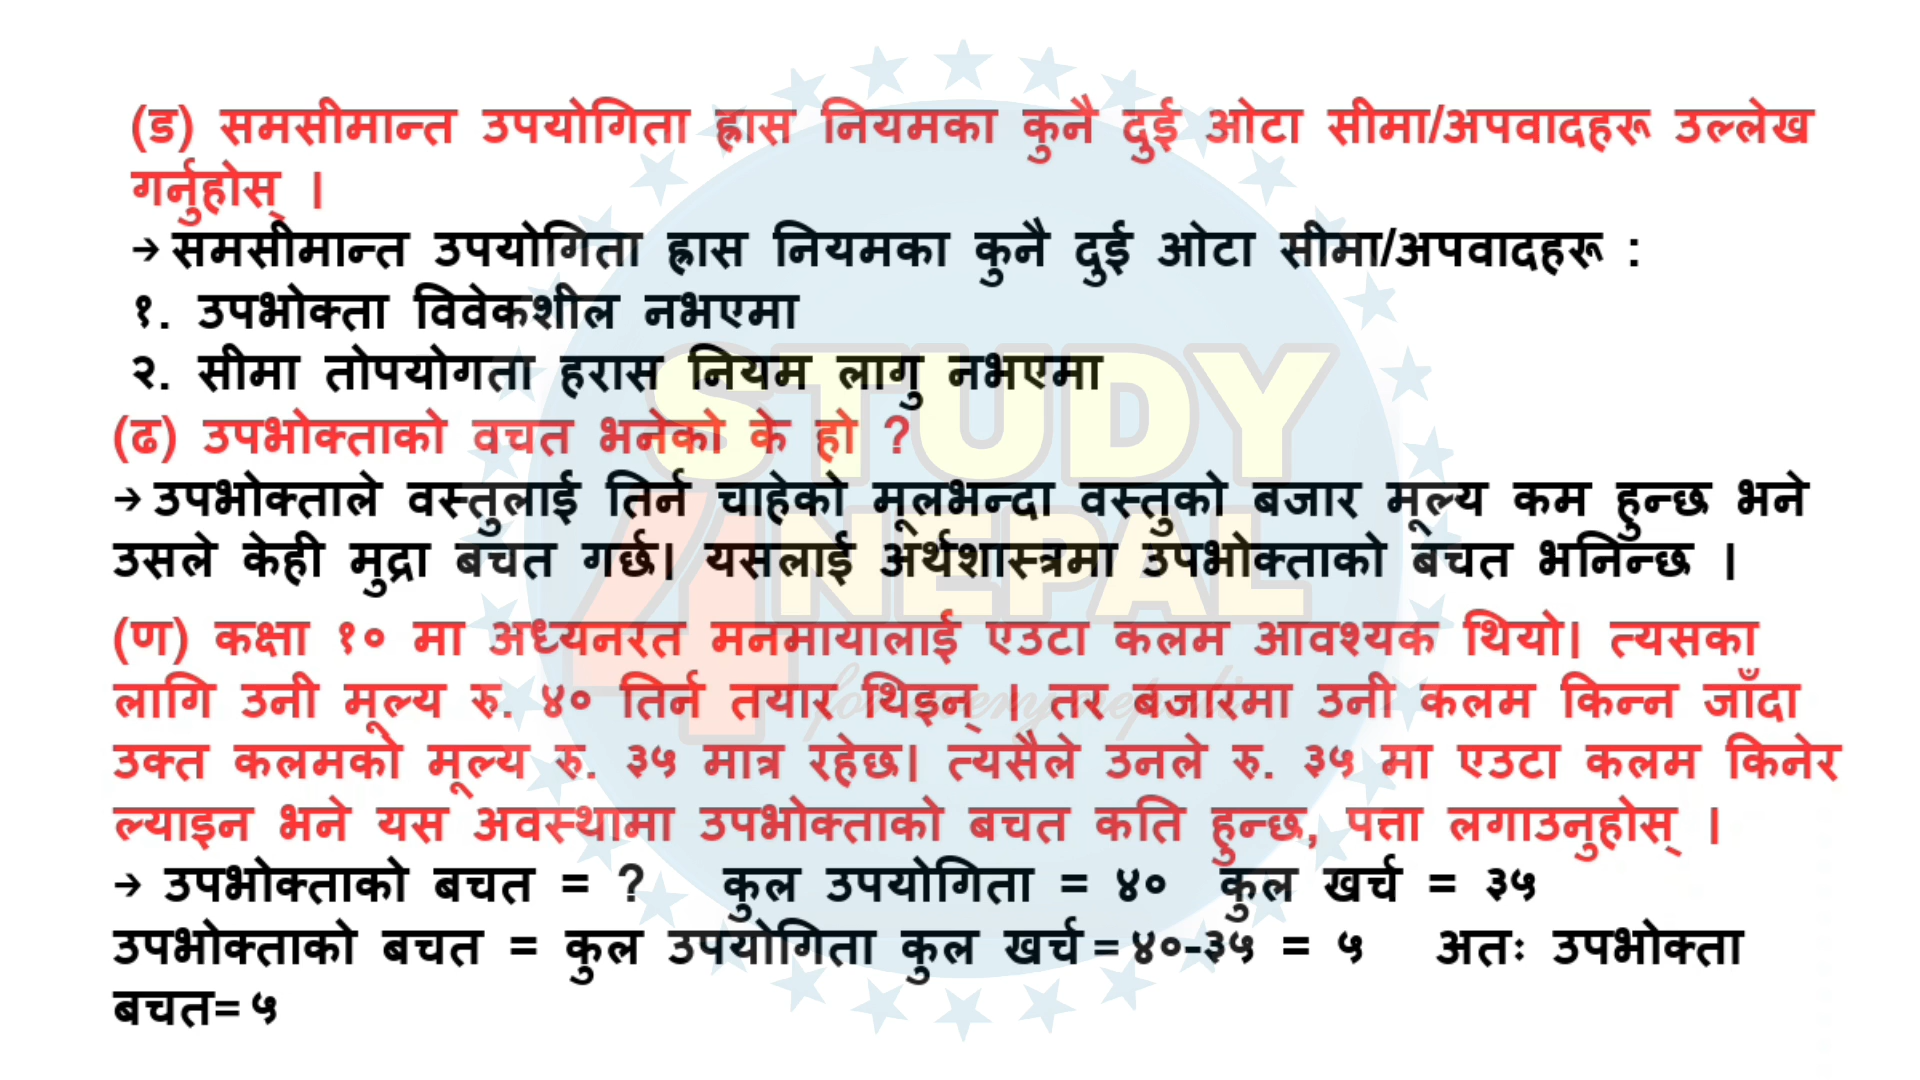 (ड) समसीमान्त उपयोगिता ह्रास नियमका कुनै दुई ओटा सीमा/अपवादहरू उल्लेख
गर्नुहोस् ।
→ समसीमान्त उपयोगिता ह्रास नियमका कुनै दुई ओटा सीमा/अपवादहरू :
१. उपभोक्ता विवेकशील नभएमा
२. सीमा तोपयोगता हरास नियम लागु नभएमा
(ढ) उपभोक्ताको वचत भनेको के हो ?
→ उपभोक्ताले वस्तुलाई तिर्न चाहेको मूलभन्दा वस्तुको बजार मूल्य कम हुन्छ भने
उसले केही मुद्रा बचत गर्छ। यसलाई अर्थशास्त्रमा उपभोक्ताको बचत भनिन्छ ।
(ण) कक्षा १० मा अध्यनरत मनमायालाई एउटा कलम आवश्यक थियो। त्यसका
लागि उनी मूल्य रु. ४० तिर्न तयार थिइन् । तर बजारमा उनी कलम किन्न जाँदा
उक्त कलमको मूल्य रु. ३५ मात्र रहेछ। त्यसैले उनले रु. ३५ मा एउटा कलम किनेर
ल्याइन भने यस अवस्थामा उपभोक्ताको बचत कति हुन्छ, पत्ता लगाउनुहोस् ।
→ उपभोक्ताको बचत = ? कुल उपयोगिता = ४० कुल खर्च = ३५
उपभोक्ताको बचत = कुल उपयोगिता कुल खर्च = ४०-३५ = ५ अतः उपभोक्ता
बचत= ५
STUDY
4 NEPAL